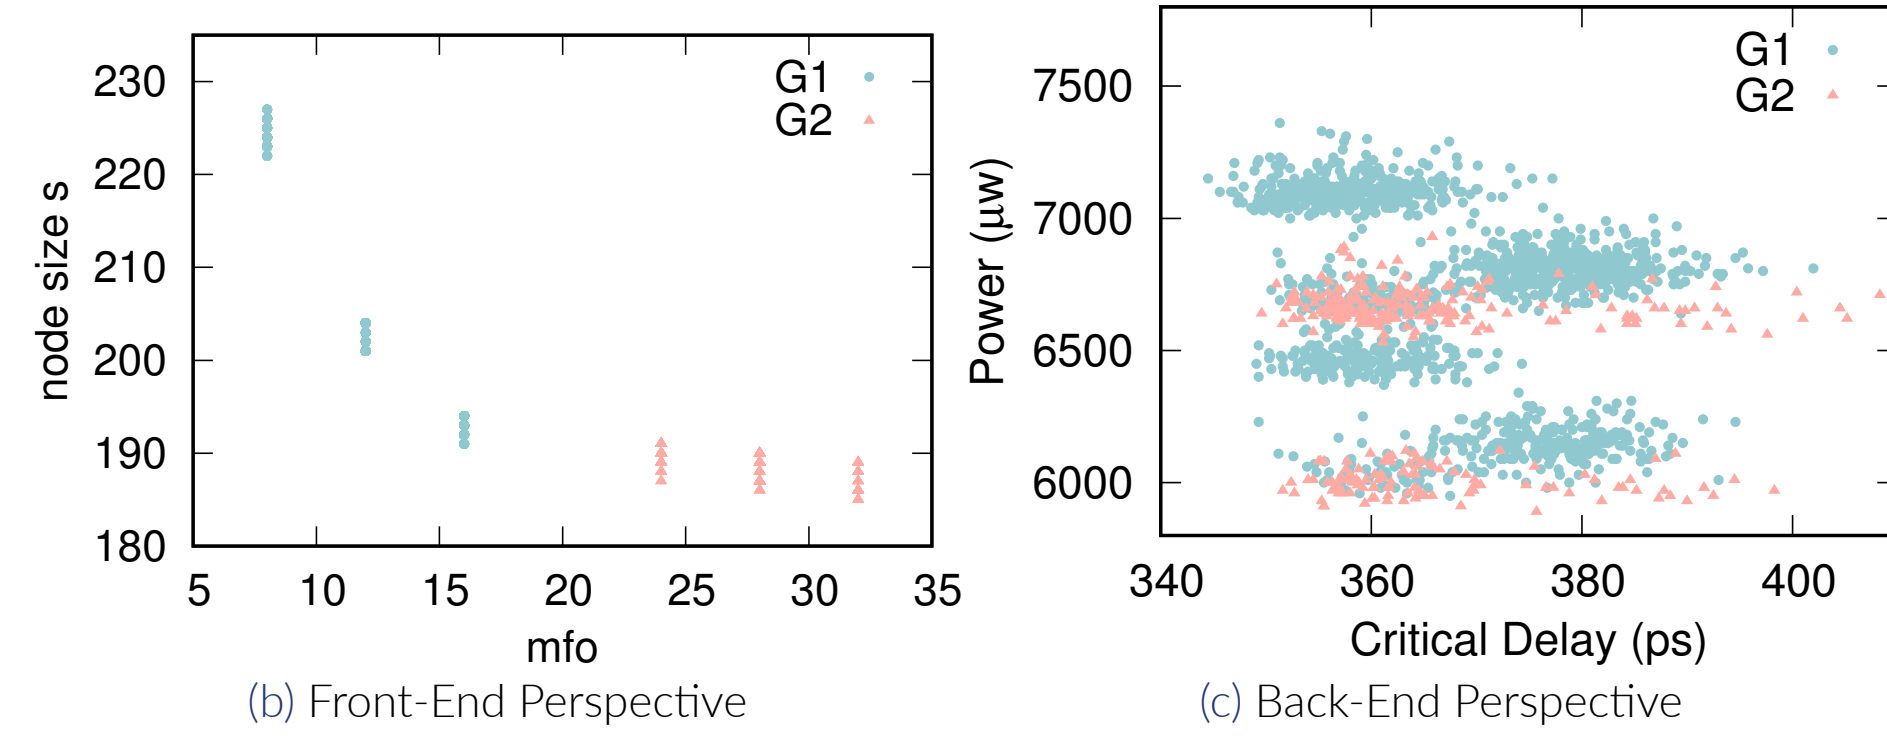 230
220
210
200
190
180
node size s
5 10 15 20 25 30 35
mfo
G1
G2
(b) Front-End Perspective
7500
7000
6500
6000
Power (μw)
340 360 380 400
Critical Delay (ps)
G1
G2
(c) Back-End Perspective